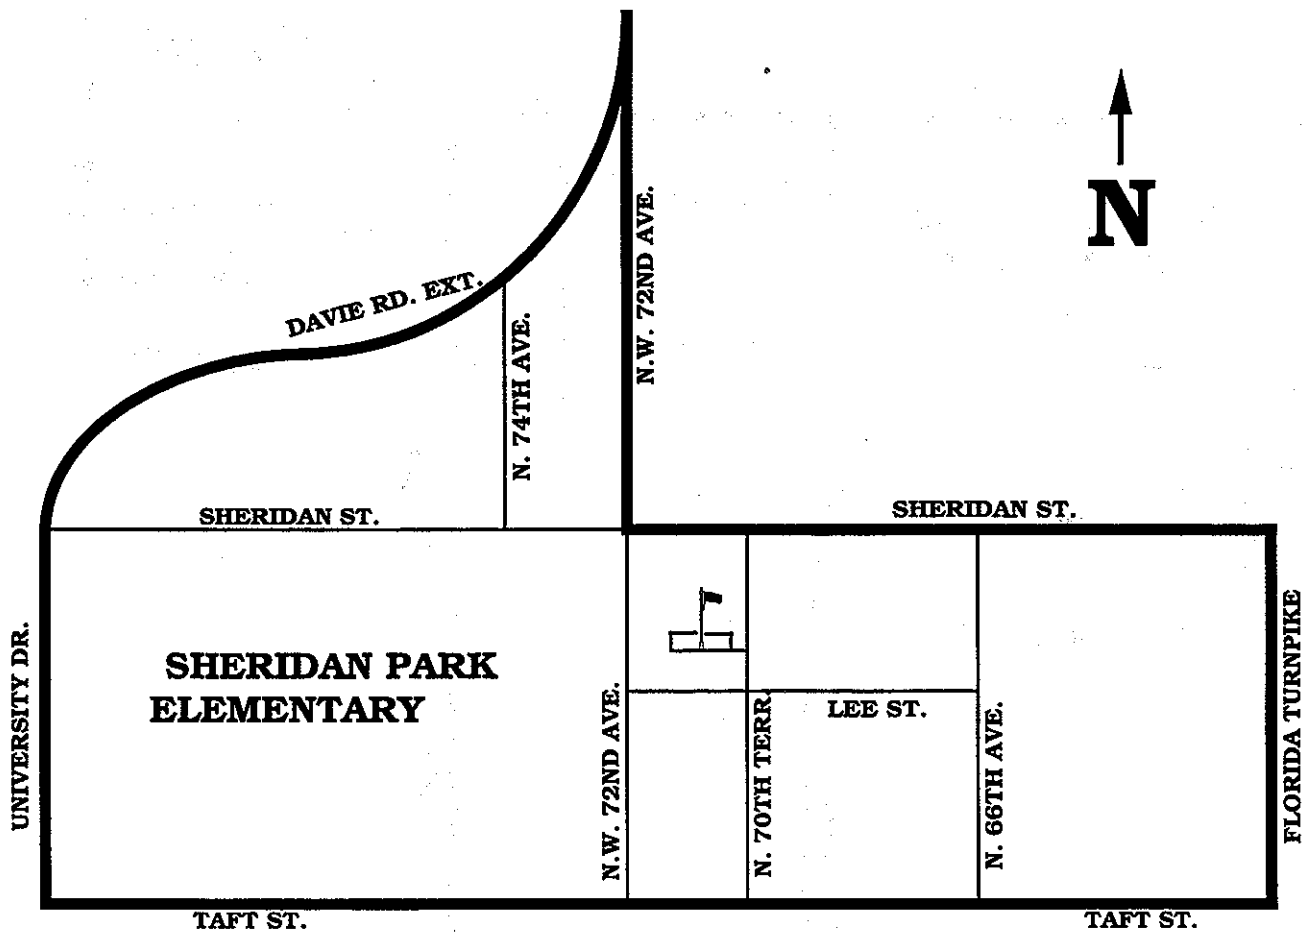 N
N.W. 72ND AVE.
DAVIE RD. EXT.
N. 74TH AVE.
SHERIDAN ST.
SHERIDAN ST.
SHERIDAN PARK
ELEMENTARY
UNIVERSITY DR.
N.W. 72ND AVE.
N. 70TH TERR.
LEE ST.
N. 66TH AVE.
FLORIDA TURNPIKE
TAFT ST.
TAFT ST.